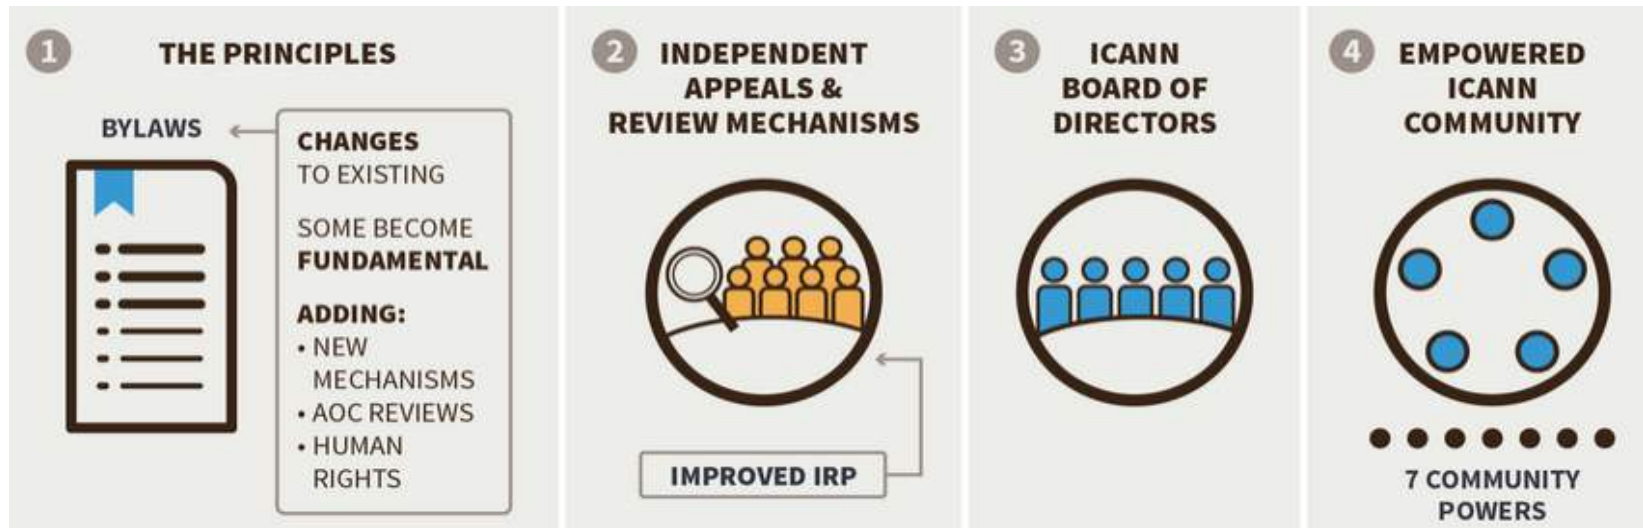 1
THE PRINCIPLES
BYLAWS
CHANGES
TO EXISTING
SOME BECOME
FUNDAMENTAL
ADDING:
• NEW
MECHANISMS
• AOC REVIEWS
• HUMAN
RIGHTS
2
INDEPENDENT
APPEALS &
REVIEW MECHANISMS
IMPROVED IRP
3
ICANN
BOARD OF
DIRECTORS
4
EMPOWERED
ICANN
COMMUNITY
7 COMMUNITY
POWERS